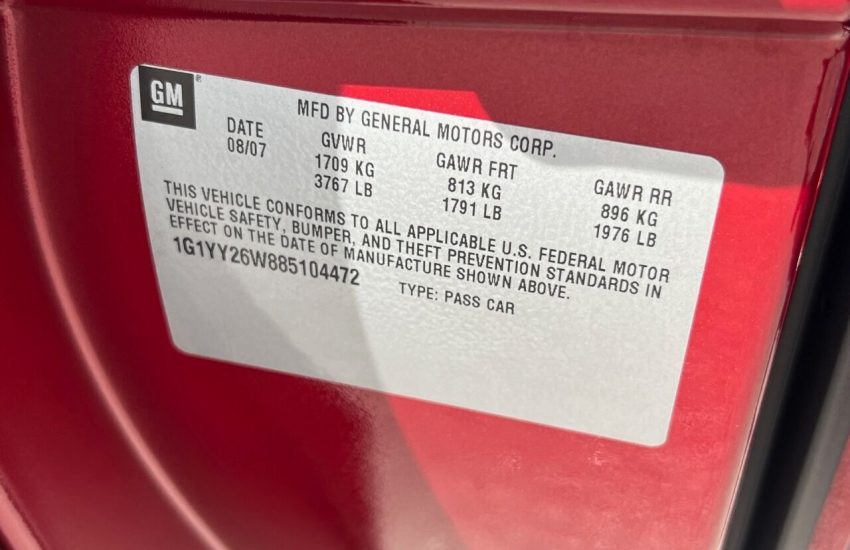 GM®
MFD BY GENERAL MOTORS CORP.
DATE GVWR GAWR FRT GAWR RR
08/07 1709 KG 813 KG 896 KG
3767 LB 1791 LB 1976 LB
THIS VEHICLE CONFORMS TO ALL APPLICABLE U.S. FEDERAL MOTOR
VEHICLE SAFETY, BUMPER, AND THEFT PREVENTION STANDARDS IN
EFFECT ON THE DATE OF MANUFACTURE SHOWN ABOVE.
1G1YY26W885104472 TYPE: PASS CAR